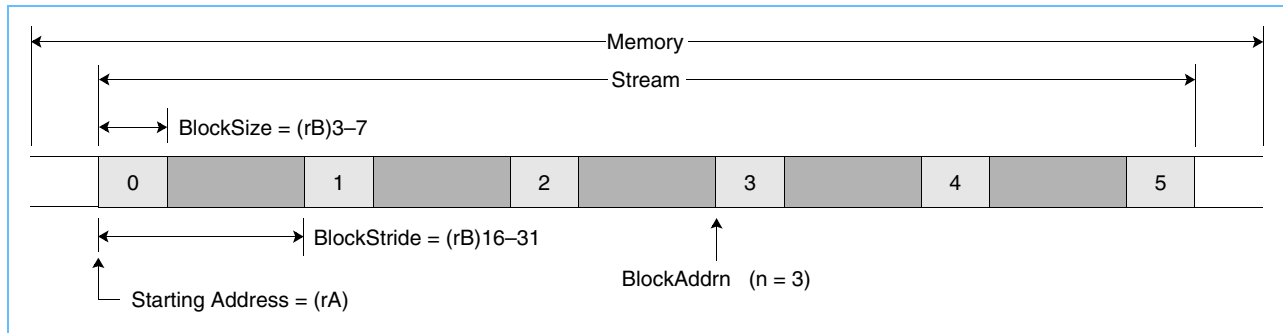 Memory
Stream
BlockSize = (rB)3–7
0 1 2 3 4 5
BlockStride = (rB)16–31
BlockAddrn (n = 3)
Starting Address = (rA)